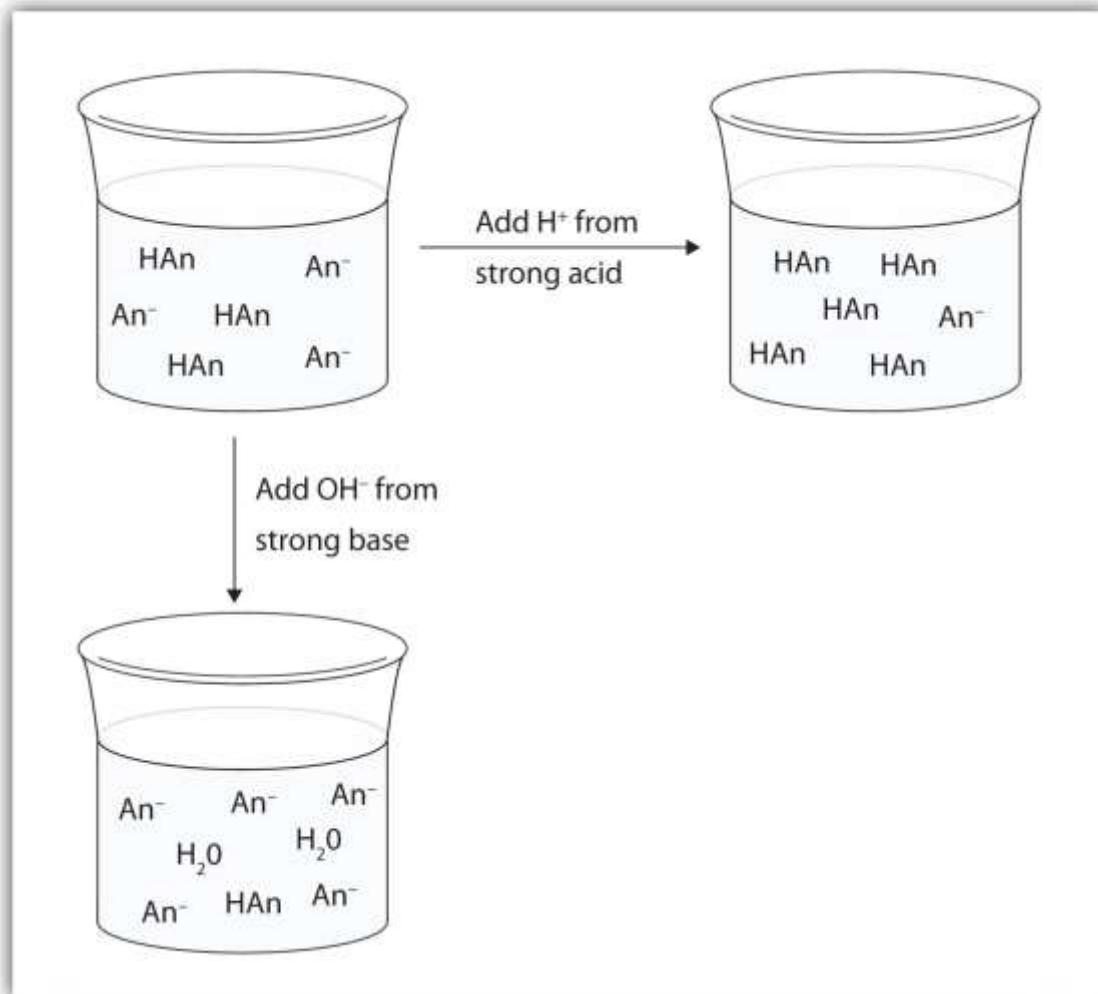 HAn
An⁻
An⁻
HAn
HAn
An⁻
Add H⁺ from
strong acid
HAn
HAn
HAn
An⁻
HAn
HAn
Add OH⁻ from
strong base
An⁻
An⁻
An⁻
H₂0
H₂0
An⁻
HAn
An⁻